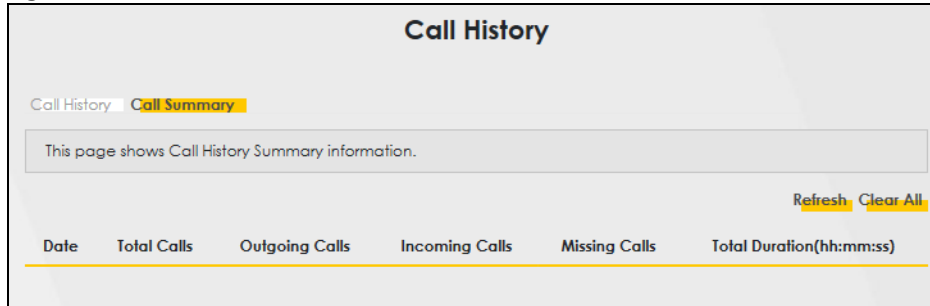 Call History
Call History Call Summary
This page shows Call History Summary information.
Refresh Clear All
Date Total Calls Outgoing Calls Incoming Calls Missing Calls Total Duration(hh:mm:ss)